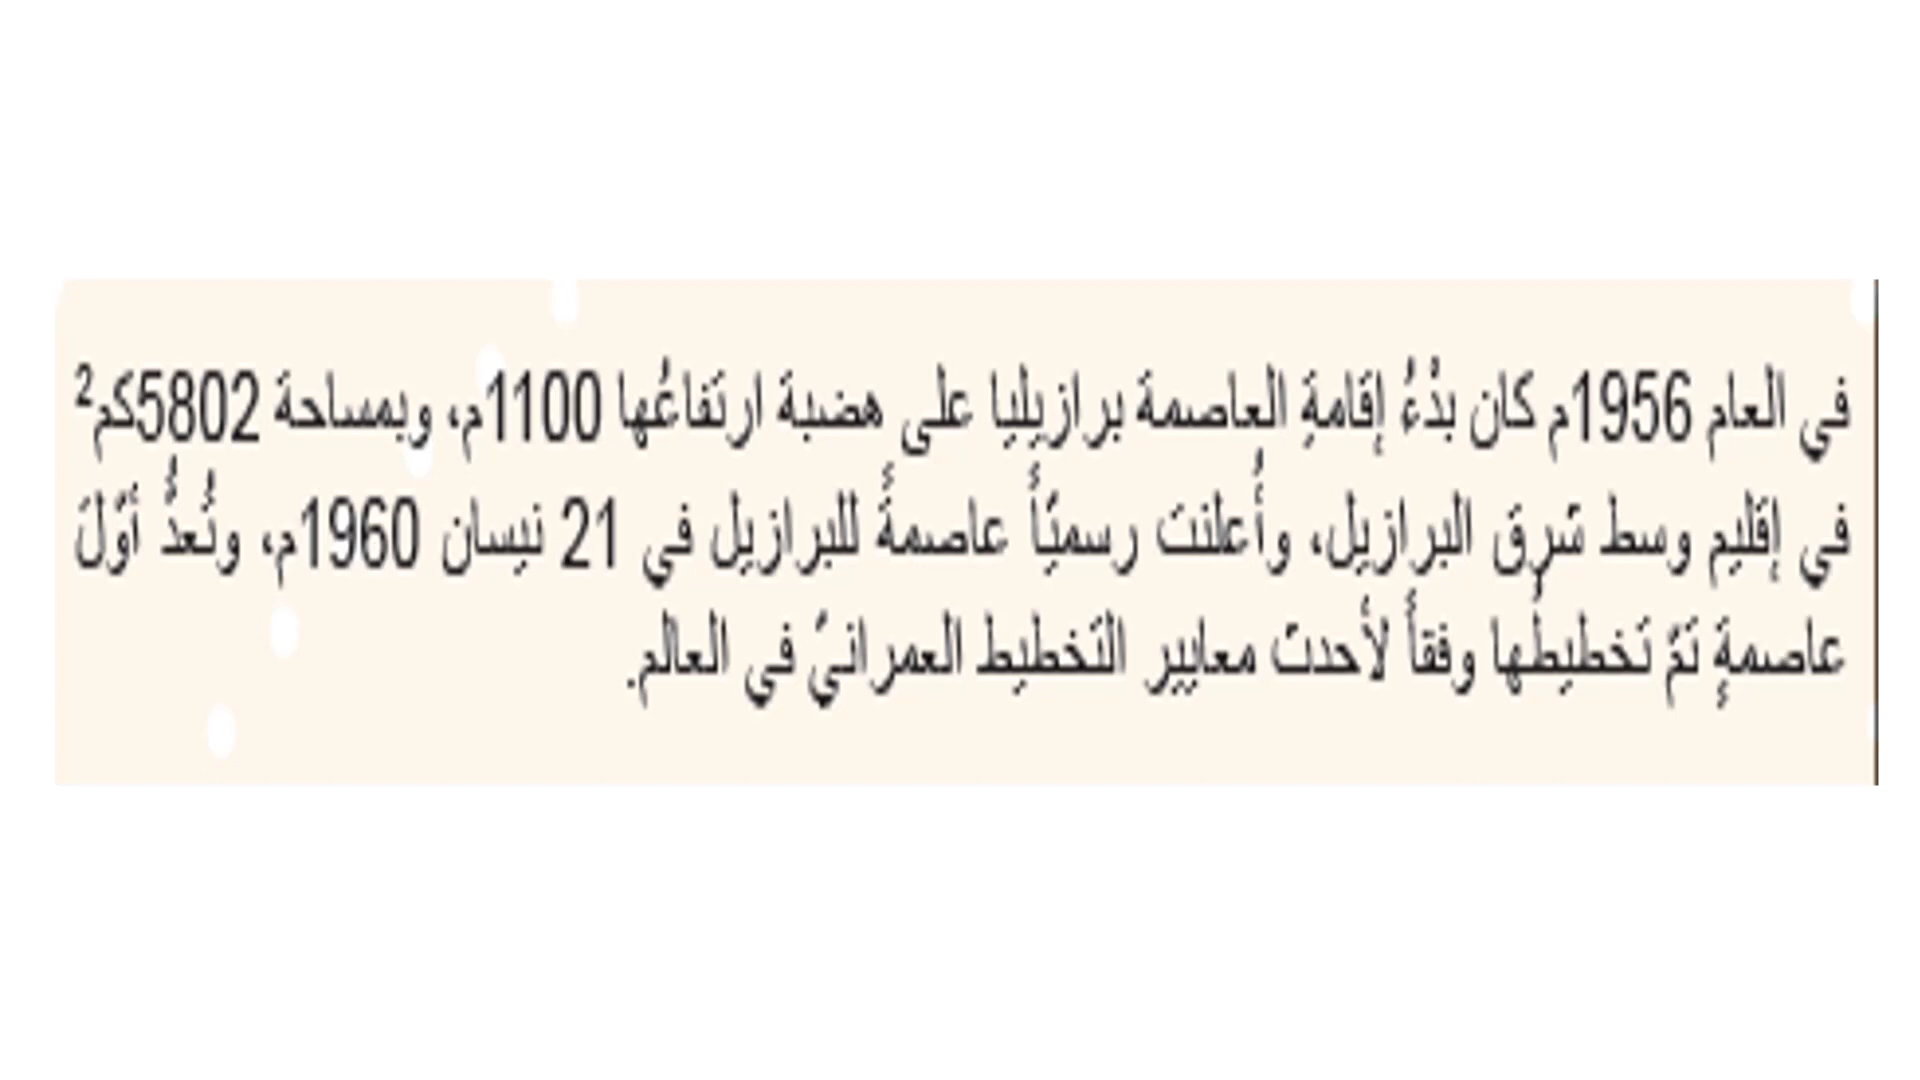 في العام 1956م كان بدْءُ إقامةِ العاصمة برازيليا على هضبة ارتفاعُها 1100م، وبمساحة 5802كم²
في إقليم وسط شرق البرازيل، وأُعلنت رسميّاً عاصمةً للبرازيل في 21 نيسان 1960م، وتُعدُّ أوّلَ
عاصمةٍ تمّ تخطيطُها وفقاً لأحدث معايير التخطيط العمرانيّ في العالم.